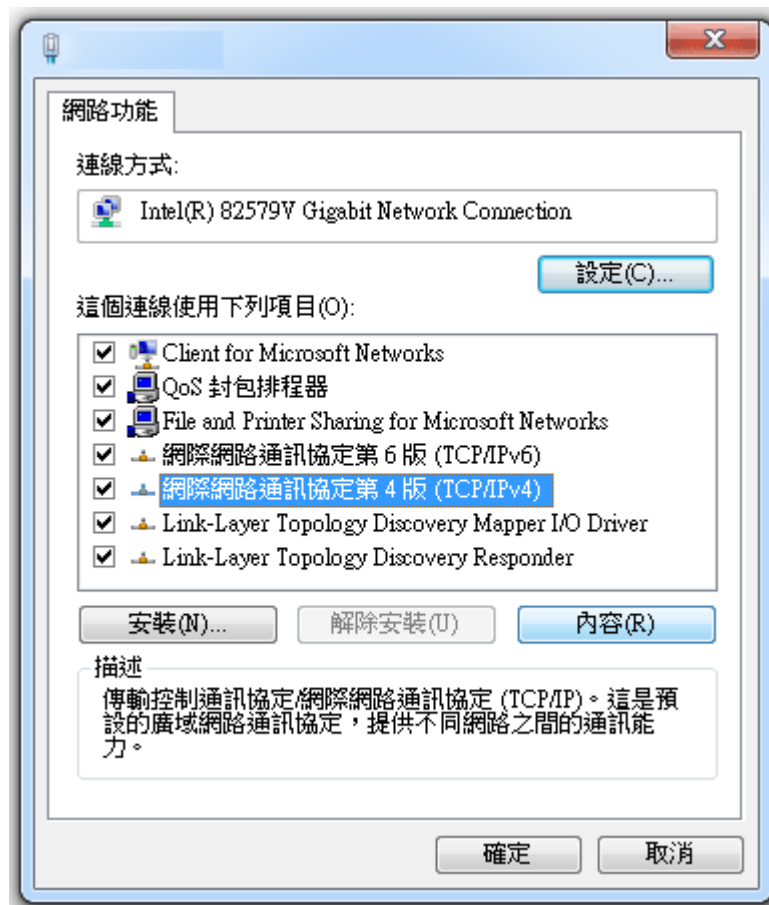 網路功能
連線方式:
Intel(R) 82579V Gigabit Network Connection
設定(C)...
這個連線使用下列項目(O):
Client for Microsoft Networks
QoS 封包排程器
File and Printer Sharing for Microsoft Networks
網際網路通訊協定第 6 版 (TCP/IPv6)
網際網路通訊協定第 4 版 (TCP/IPv4)
Link-Layer Topology Discovery Mapper I/O Driver
Link-Layer Topology Discovery Responder
安裝(N)... 解除安裝(U) 內容(R)
描述
傳輸控制通訊協定/網際網路通訊協定 (TCP/IP)。這是預
設的廣域網路通訊協定，提供不同網路之間的通訊能
力。
確定 取消